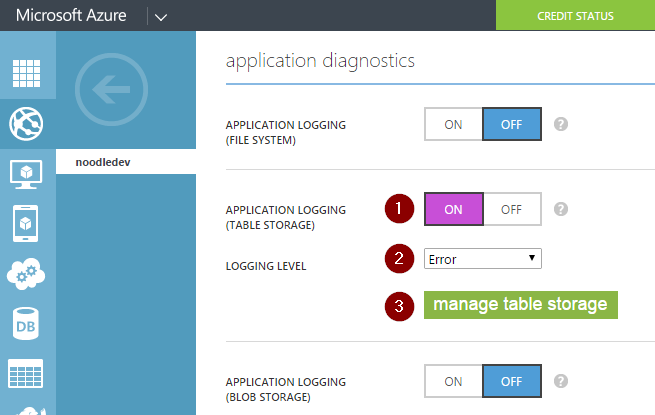 Microsoft Azure
CREDIT STATUS
application diagnostics
noodledev
APPLICATION LOGGING
(FILE SYSTEM)
ON
OFF
?
APPLICATION LOGGING
(TABLE STORAGE)
1
ON
OFF
?
LOGGING LEVEL
2
Error
3
manage table storage
DB
APPLICATION LOGGING
(BLOB STORAGE)
ON
OFF
?